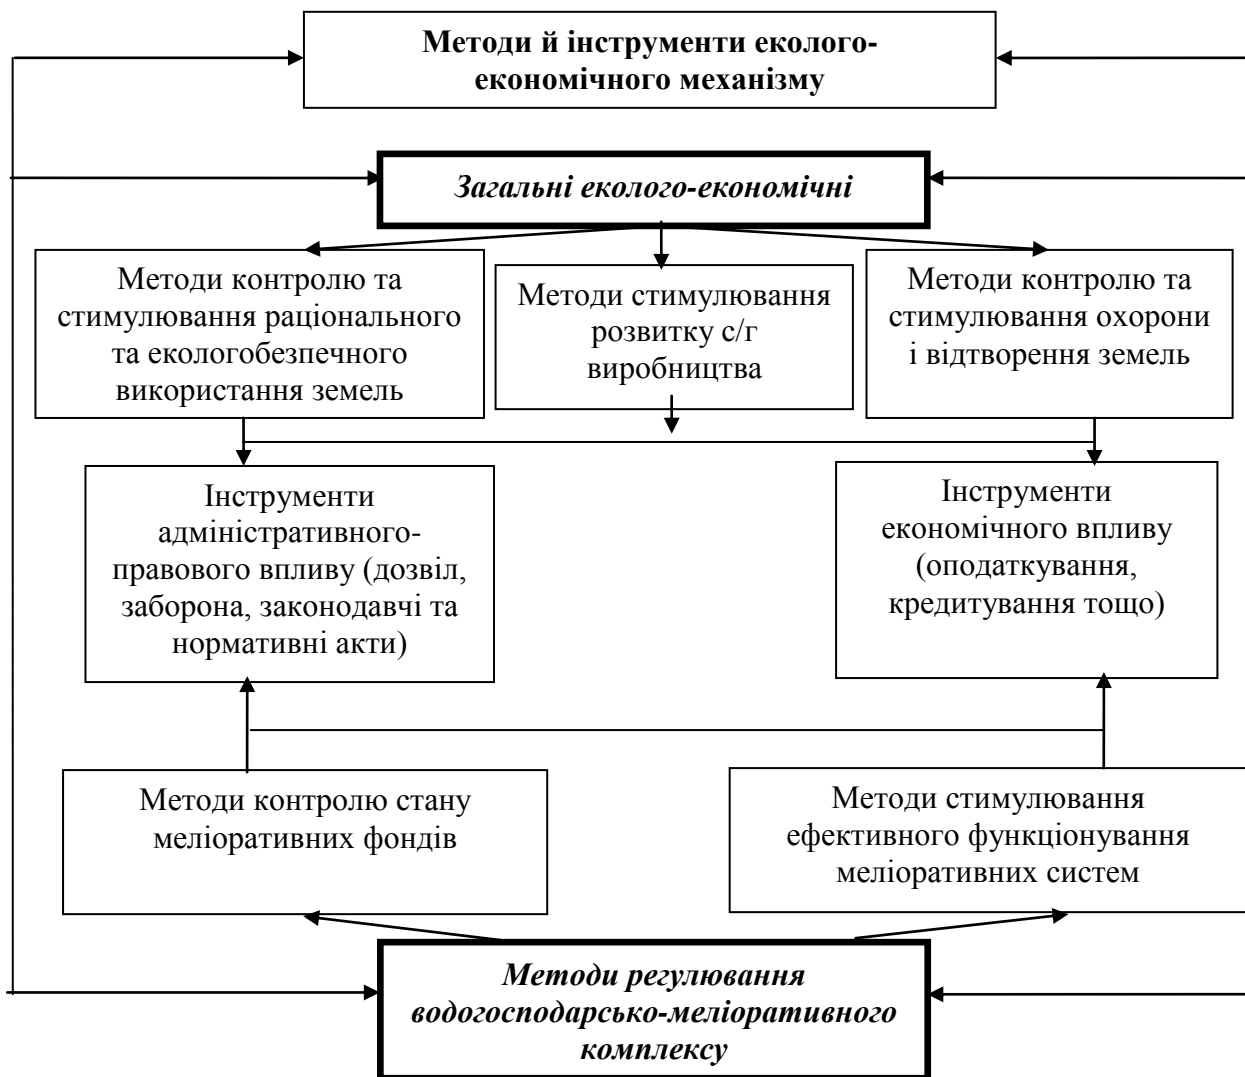 Методи й інструменти еколого-
економічного механізму
Загальні еколого-економічні
Методи контролю та
стимулювання раціонального
та екологобезпечного
використання земель
Методи стимулювання
розвитку с/г
виробництва
Методи контролю та
стимулювання охорони
і відтворення земель
Інструменти
адміністративного-
правового впливу (дозвіл,
заборона, законодавчі та
нормативні акти)
Інструменти
економічного впливу
(оподаткування,
кредитування тощо)
Методи контролю стану
меліоративних фондів
Методи стимулювання
ефективного функціонування
меліоративних систем
Методи регулювання
водогосподарсько-меліоративного
комплексу